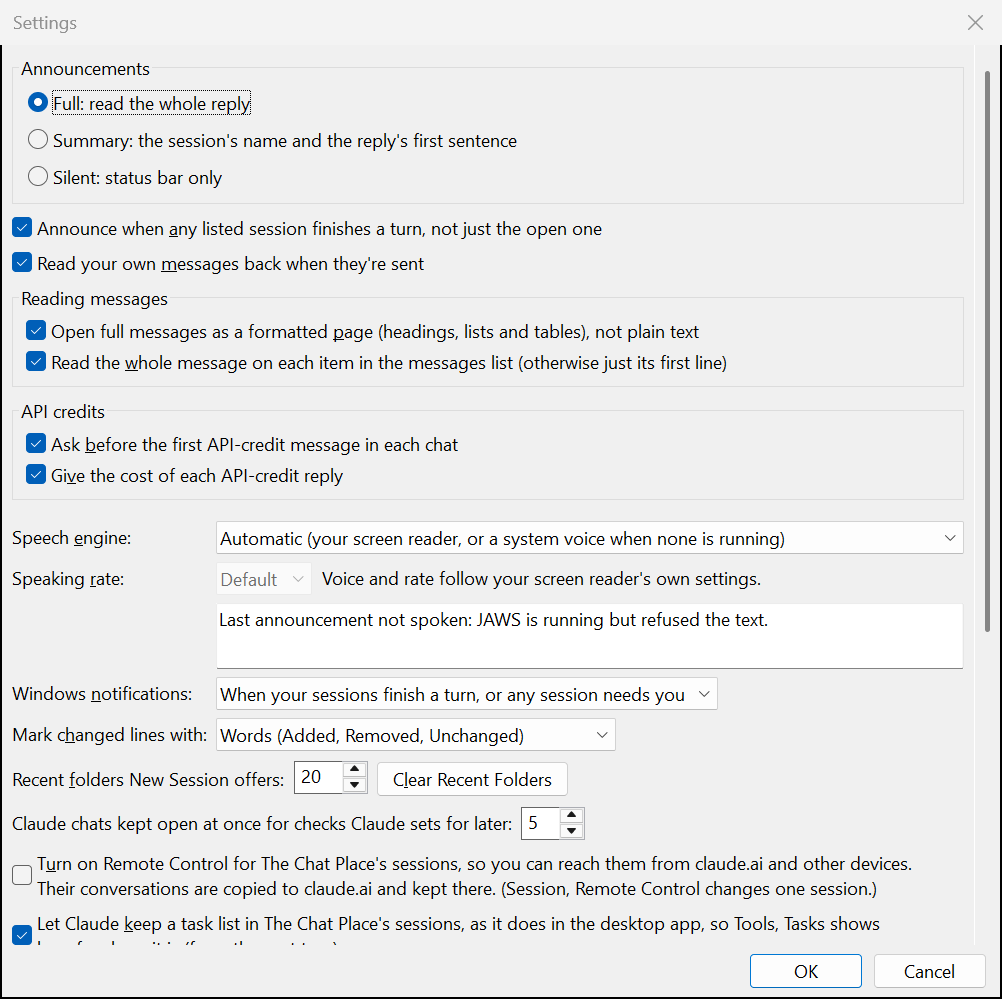 Settings
Announcements
Full: read the whole reply
Summary: the session's name and the reply's first sentence
Silent: status bar only
Announce when any listed session finishes a turn, not just the open one
Read your own messages back when they're sent
Reading messages
Open full messages as a formatted page (headings, lists and tables), not plain text
Read the whole message on each item in the messages list (otherwise just its first line)
API credits
Ask before the first API-credit message in each chat
Give the cost of each API-credit reply
Speech engine: Automatic (your screen reader, or a system voice when none is running)
Speaking rate: Default Voice and rate follow your screen reader's own settings.
Last announcement not spoken: JAWS is running but refused the text.
Windows notifications: When your sessions finish a turn, or any session needs you
Mark changed lines with: Words (Added, Removed, Unchanged)
Recent folders New Session offers: 20 Clear Recent Folders
Claude chats kept open at once for checks Claude sets for later: 5
Turn on Remote Control for The Chat Place's sessions, so you can reach them from claude.ai and other devices.
Their conversations are copied to claude.ai and kept there. (Session, Remote Control changes one session.)
Let Claude keep a task list in The Chat Place's sessions, as it does in the desktop app, so Tools, Tasks shows
OK Cancel